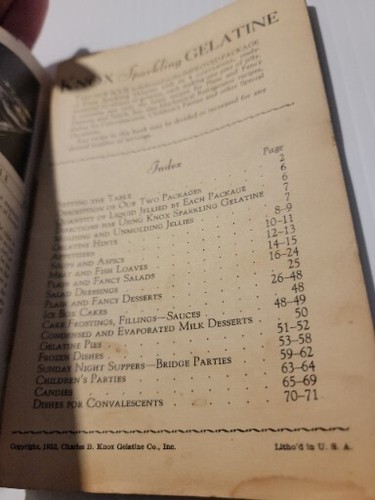 KNOX Sparkling GELATINE
Index
Page
SETTING THE TABLE 2
DESCRIPTION OF OUR TWO PACKAGES 6
QUANTITY OF LIQUID JELLIED BY EACH PACKAGE 6
DIRECTIONS FOR USING KNOX SPARKLING GELATINE 7
MOLDING AND UNMOLDING JELLIES 7
GELATINE HINTS 8-9
APPETIZERS 10-11
SOUPS AND ASPICS 12-13
MEAT AND FISH LOAVES 14-15
PLAIN AND FANCY SALADS 16-24
SALAD DRESSINGS 25
PLAIN AND FANCY DESSERTS 26-48
ICE BOX CAKES 48
CAKE FROSTINGS, FILLINGS—SAUCES 48-49
CONDENSED AND EVAPORATED MILK DESSERTS 50
GELATINE PIES 51-52
FROZEN DISHES 53-58
SUNDAY NIGHT SUPPERS—BRIDGE PARTIES 59-62
CHILDREN'S PARTIES 63-64
CANDIES 65-69
DISHES FOR CONVALESCENTS 70-71
Copyright, 1933, Charles B. Knox Gelatine Co., Inc. Litho'd in U. S. A.